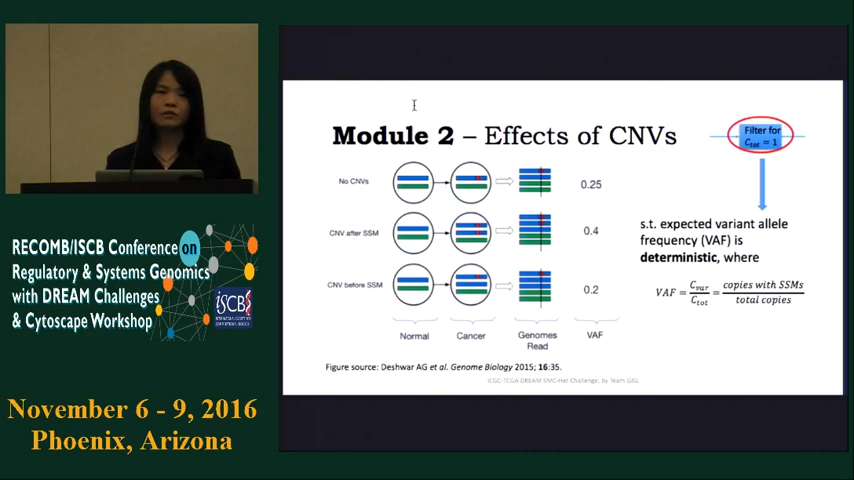 Module 2 – Effects of CNVs
Filter for
C_tot = 1
No CNVs
0.25
CNV after SSM
0.4
CNV before SSM
0.2
Normal
Cancer
Genomes
Read
VAF
s.t. expected variant allele
frequency (VAF) is
deterministic, where
VAF = C_var / C_tot = copies with SSMs / total copies
Figure source: Deshwar AG et al. Genome Biology 2015; 16:35.
ICGC-TCGA DREAM SMC-Het Challenge, by Team GISL
RECOMB/ISCB Conference on
Regulatory & Systems Genomics
with DREAM Challenges
& Cytoscape Workshop
ISCB
November 6 - 9, 2016
Phoenix, Arizona